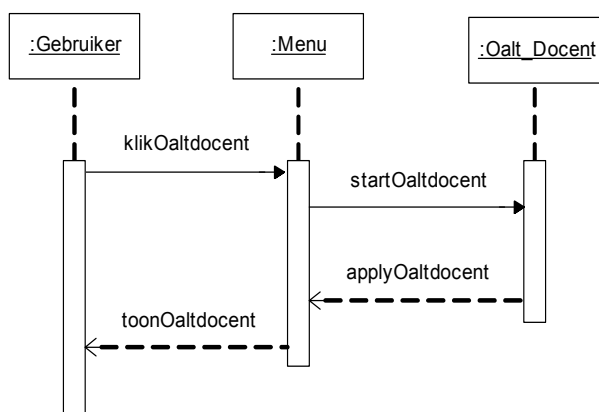 :Gebruiker
:Menu
:Oalt_Docent
klikOaltdocent
startOaltdocent
applyOaltdocent
toonOaltdocent